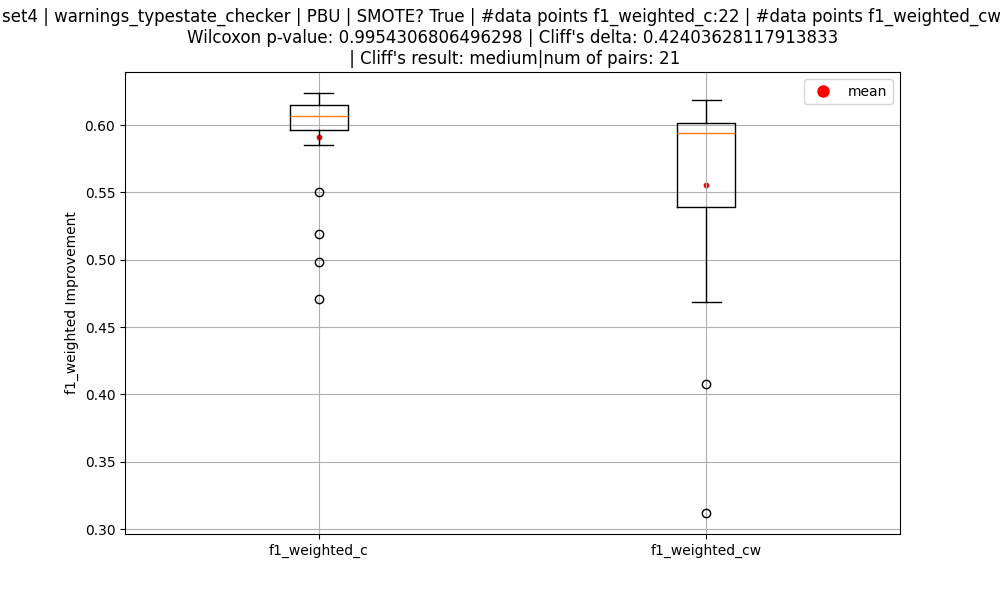 set4 | warnings_typestate_checker | PBU | SMOTE? True | #data points f1_weighted_c:22 | #data points f1_weighted_cw
Wilcoxon p-value: 0.9954306806496298 | Cliff's delta: 0.42403628117913833
| Cliff's result: medium|num of pairs: 21
mean
f1_weighted Improvement
0.60
0.55
0.50
0.45
0.40
0.35
0.30
f1_weighted_c
f1_weighted_cw